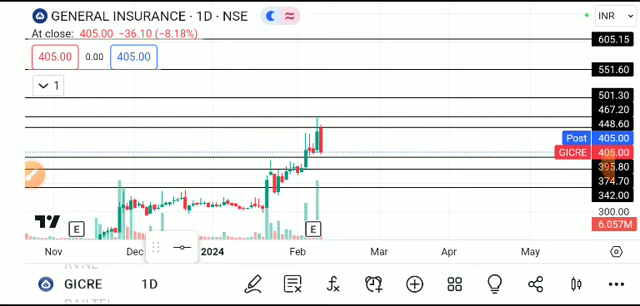 GENERAL INSURANCE · 1D · NSE
INR
At close: 405.00 −36.10 (−8.18%)
405.00 0.00 405.00
1
605.15
551.60
501.30
467.20
448.60
Post 405.00
GICRE 405.00
395.80
374.70
342.00
300.00
6.057M
E E
Nov 2024 Feb Mar Apr May
GICRE 1D